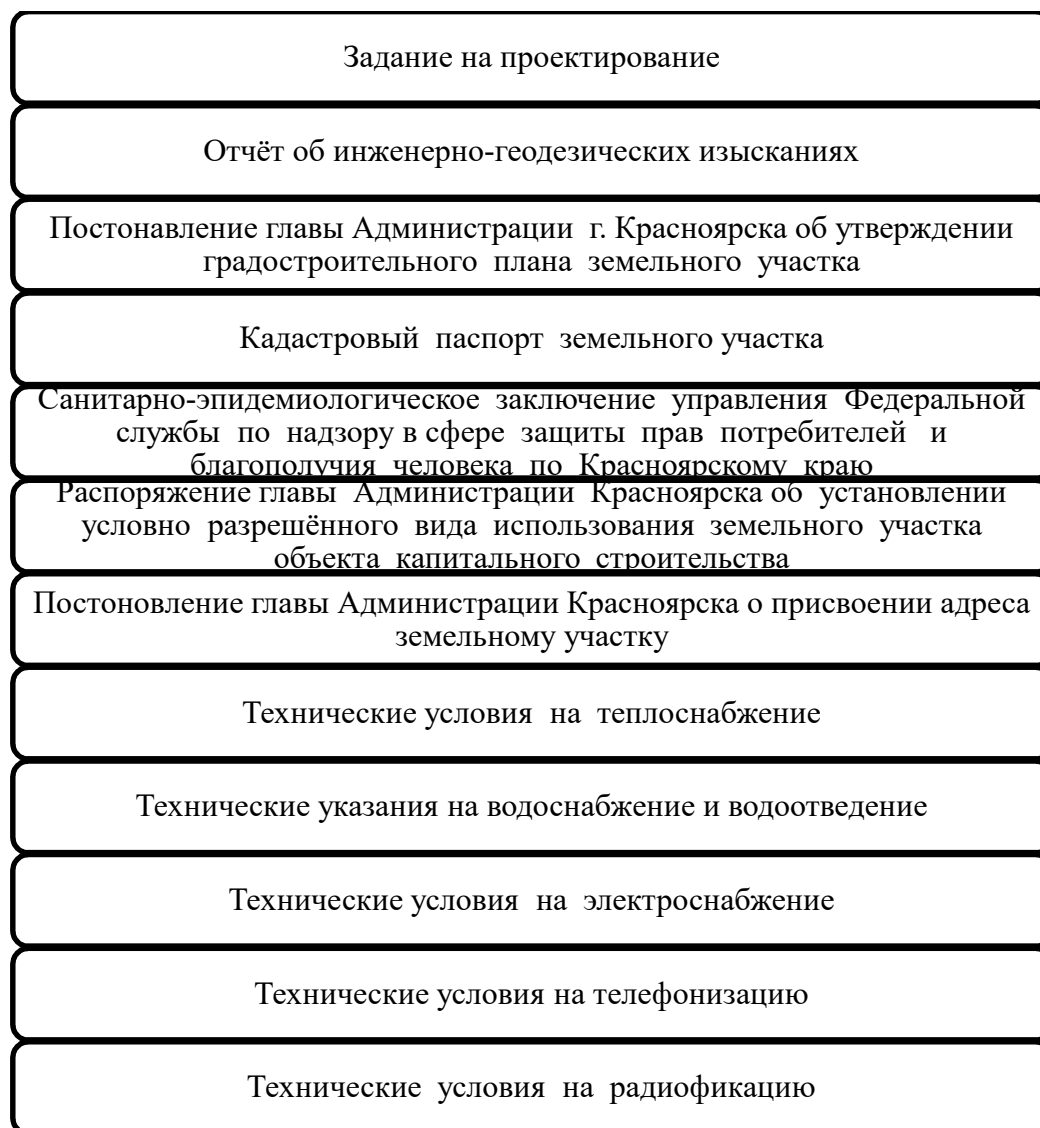 Задание на проектирование
Отчёт об инженерно-геодезических изысканиях
Постонавление главы Администрации г. Красноярска об утверждении
градостроительного плана земельного участка
Кадастровый паспорт земельного участка
Санитарно-эпидемиологическое заключение управления Федеральной
службы по надзору в сфере защиты прав потребителей и
благополучия человека по Красноярскому краю
Распоряжение главы Администрации Красноярска об установлении
условно разрешённого вида использования земельного участка
объекта капитального строительства
Постоновление главы Администрации Красноярска о присвоении адреса
земельному участку
Технические условия на теплоснабжение
Технические указания на водоснабжение и водоотведение
Технические условия на электроснабжение
Технические условия на телефонизацию
Технические условия на радиофикацию